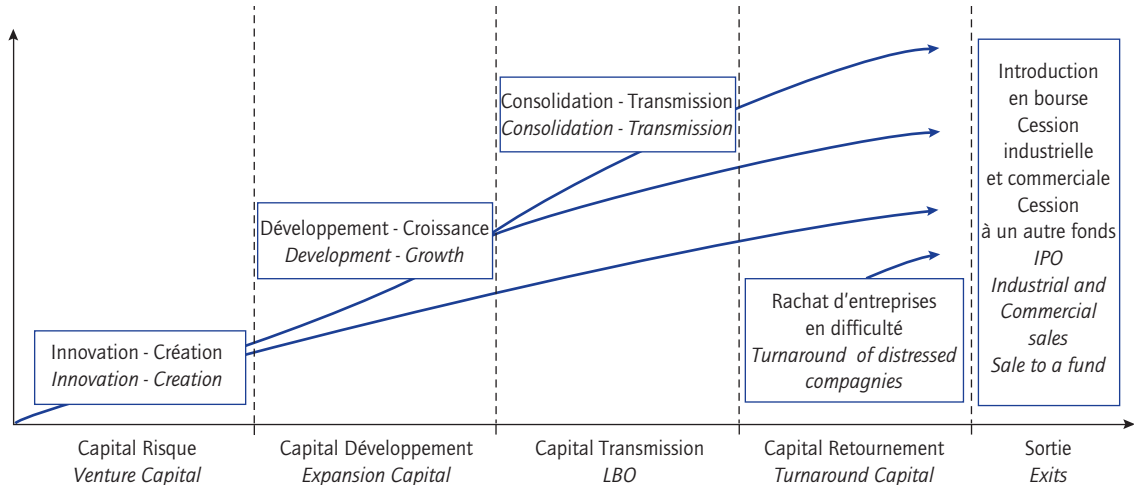 Introduction
en bourse
Cession
industrielle
et commerciale
Cession
à un autre fonds
IPO
Industrial and
Commercial
sales
Sale to a fund
Consolidation - Transmission
Consolidation - Transmission
Développement - Croissance
Development - Growth
Rachat d'entreprises
en difficulté
Turnaround of distressed
compagnies
Innovation - Création
Innovation - Creation
Capital Risque
Venture Capital
Capital Développement
Expansion Capital
Capital Transmission
LBO
Capital Retournement
Turnaround Capital
Sortie
Exits